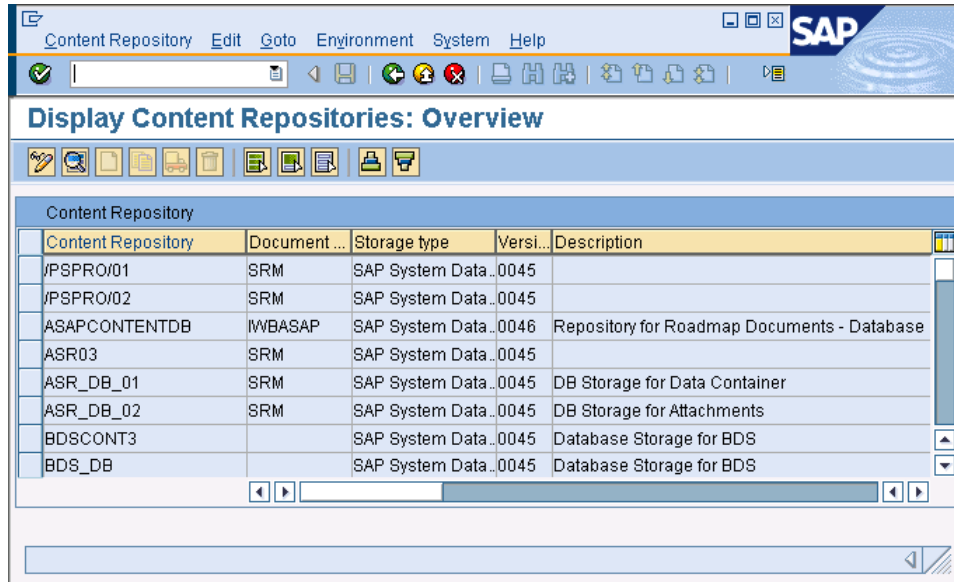 Content Repository Edit Goto Environment System Help
SAP
Display Content Repositories: Overview
Content Repository
Content Repository Document ... Storage type Versi... Description
/PSPRO/01 SRM SAP System Data.. 0045
/PSPRO/02 SRM SAP System Data.. 0045
ASAPCONTENTDB IWBASAP SAP System Data.. 0046 Repository for Roadmap Documents - Database
ASR03 SRM SAP System Data.. 0045
ASR_DB_01 SRM SAP System Data.. 0045 DB Storage for Data Container
ASR_DB_02 SRM SAP System Data.. 0045 DB Storage for Attachments
BDSCONT3 SAP System Data.. 0045 Database Storage for BDS
BDS_DB SAP System Data.. 0045 Database Storage for BDS